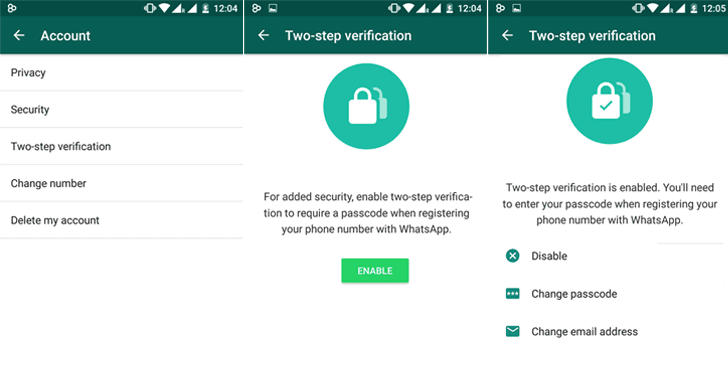 12:04
Account
Privacy
Security
Two-step verification
Change number
Delete my account
12:04
Two-step verification
For added security, enable two-step verifica-
tion to require a passcode when registering
your phone number with WhatsApp.
ENABLE
12:05
Two-step verification
Two-step verification is enabled. You'll need
to enter your passcode when registering your
phone number with WhatsApp.
Disable
Change passcode
Change email address